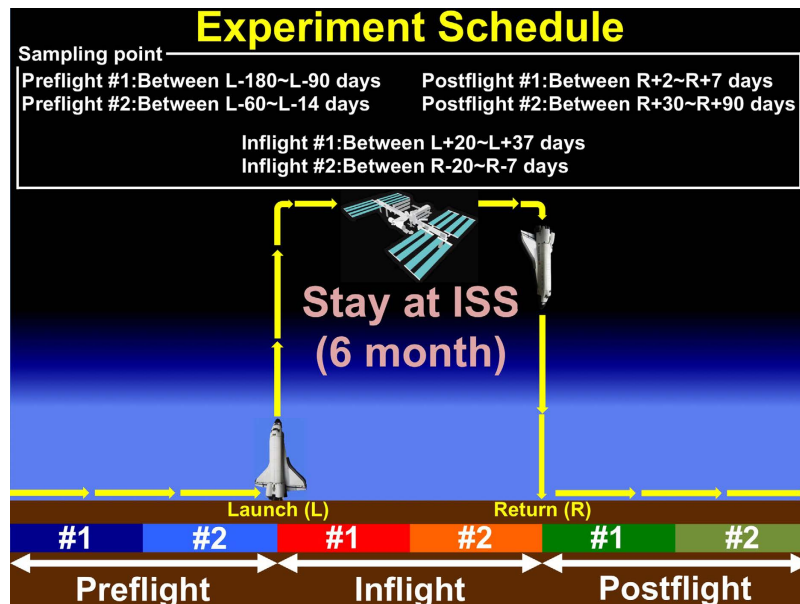 Experiment Schedule
Sampling point
Preflight #1:Between L-180~L-90 days
Preflight #2:Between L-60~L-14 days
Postflight #1:Between R+2~R+7 days
Postflight #2:Between R+30~R+90 days
Inflight #1:Between L+20~L+37 days
Inflight #2:Between R-20~R-7 days
Stay at ISS
(6 month)
Launch (L)
Return (R)
#1
#2
#1
#2
#1
#2
Preflight
Inflight
Postflight